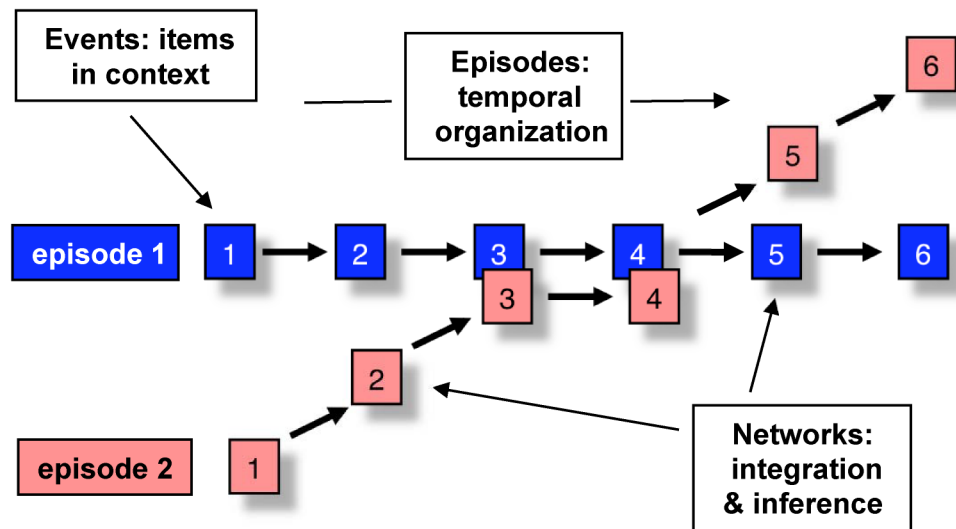 Events: items
in context
Episodes:
temporal
organization
6
5
episode 1
1
2
3
4
5
6
3
4
2
episode 2
1
Networks:
integration
& inference